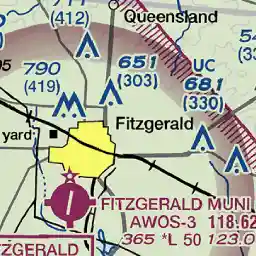 Queensland
(412)
790
(419)
651
(303)
UC
681
(330)
yard
Fitzgerald
FITZGERALD MUNI
AWOS-3 118.62
365 *L 50 123.0
ZGERALD